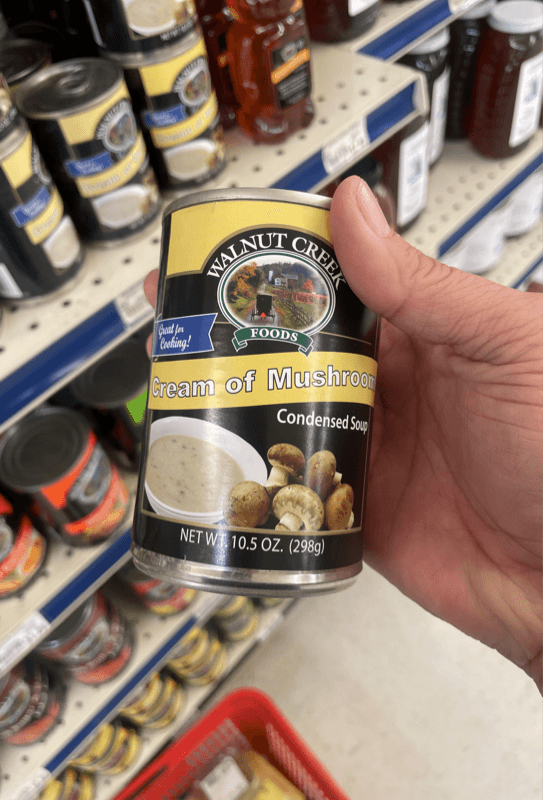 WALNUT CREEK
FOODS
Great for
Cooking!
Cream of Mushroom
Condensed Soup
NET WT. 10.5 OZ. (298g)